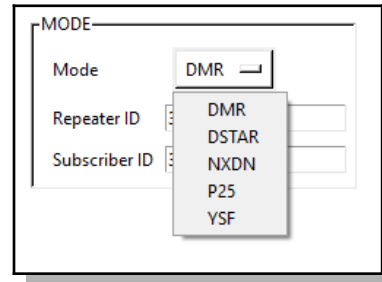 MODE
Mode DMR
Repeater ID 3
Subscriber ID 3
DMR
DSTAR
NXDN
P25
YSF